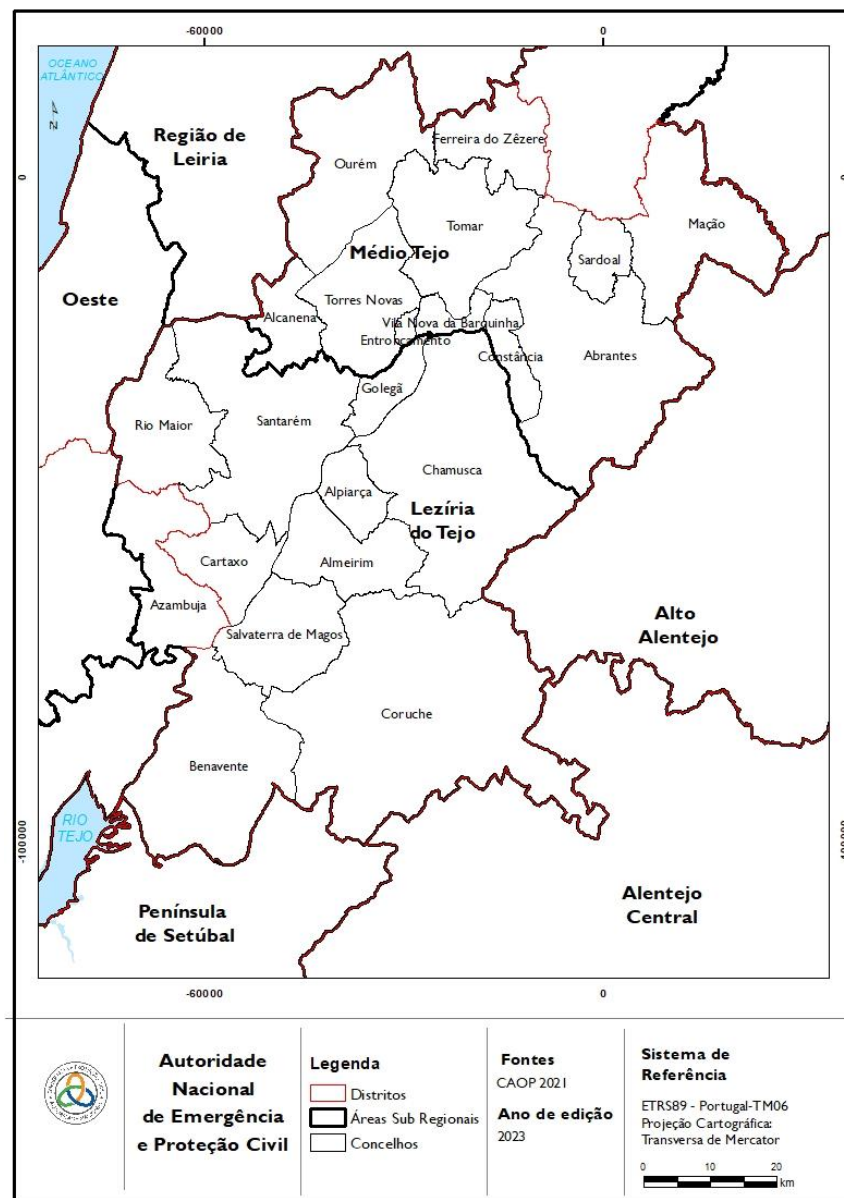 -60000
0
OCEANO
ATLÂNTICO
N
Região de
Leiria
Ferreira do Zêzere
Ourém
0
Mação
Tomar
Sardoal
Médio Tejo
Oeste
Torres Novas
Alcanena
Vila Nova da Barquinha
Entroncamento
Constância
Abrantes
Golegã
Rio Maior
Santarém
Chamusca
Alpiarça
Lezíria
do Tejo
Cartaxo
Almeirim
Azambuja
Alto
Alentejo
Salvaterra de Magos
Coruche
Benavente
-100000
RIO
TEJO
Península
de Setúbal
Alentejo
Central
-60000
0
Autoridade
Nacional
de Emergência
e Proteção Civil
Legenda
Distritos
Áreas Sub Regionais
Concelhos
Fontes
CAOP 2021
Ano de edição
2023
Sistema de
Referência
ETRS89 - Portugal-TM06
Projeção Cartográfica:
Transversa de Mercator
0 10 20
km